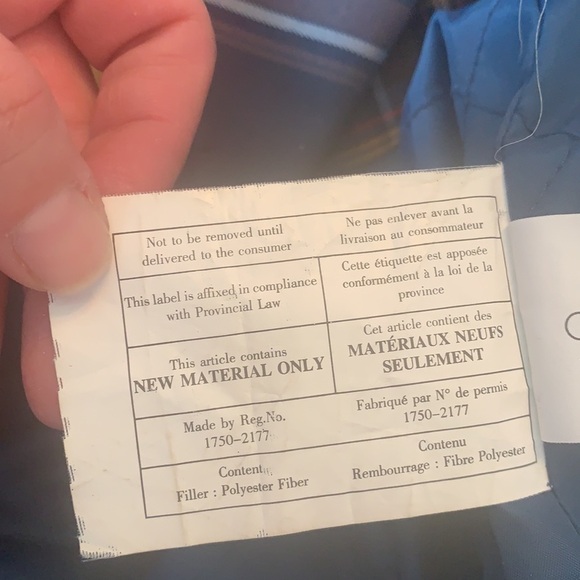 Not to be removed until
delivered to the consumer
Ne pas enlever avant la
livraison au consommateur
This label is affixed in compliance
with Provincial Law
Cette étiquette est apposée
conformément à la loi de la
province
This article contains
NEW MATERIAL ONLY
Cet article contient des
MATÉRIAUX NEUFS
SEULEMENT
Made by Reg.No.
1750–2177
Fabriqué par N° de permis
1750–2177
Content
Filler : Polyester Fiber
Contenu
Rembourrage : Fibre Polyester